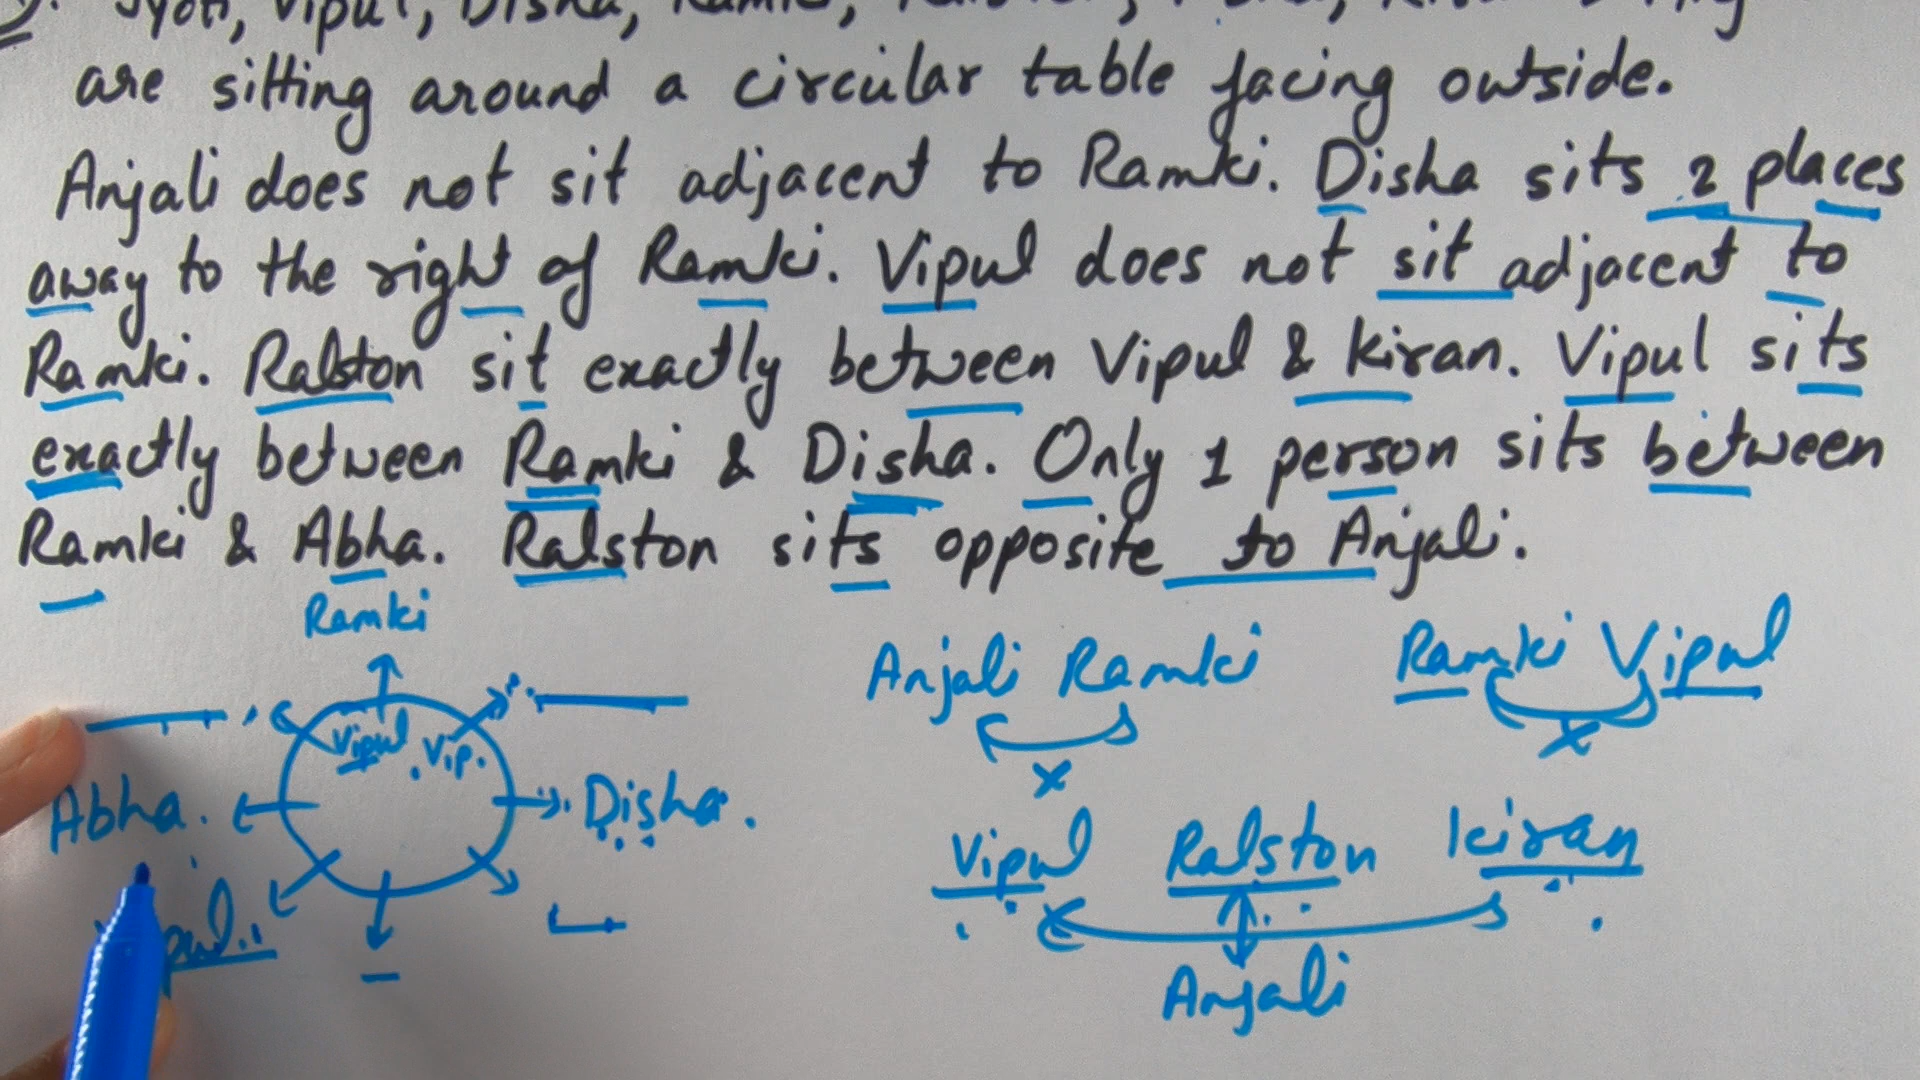 Jyoti, Vipul, Disha,
are sitting around a circular table facing outside.
Anjali does not sit adjacent to Ramki. Disha sits 2 places
away to the right of Ramki. Vipul does not sit adjacent to
Ramki. Ralston sit exactly between Vipul & kiran. Vipul sits
exactly between Ramki & Disha. Only 1 person sits between
Ramki & Abha. Ralston sits opposite to Anjali.
Ramki
Anjali Ramki
Ramki Vipul
Vipul
Vip.
Abha.
Disha.
Vipul Ralston kiran
Anjali